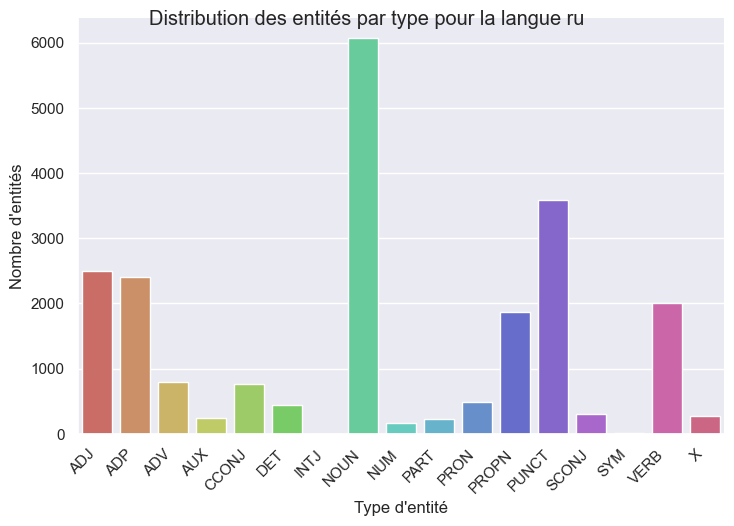 Distribution des entités par type pour la langue ru
Nombre d'entités
6000
5000
4000
3000
2000
1000
0
ADJ
ADP
ADV
AUX
CCONJ
DET
INTJ
NOUN
NUM
PART
PRON
PROPN
PUNCT
SCONJ
SYM
VERB
X
Type d'entité